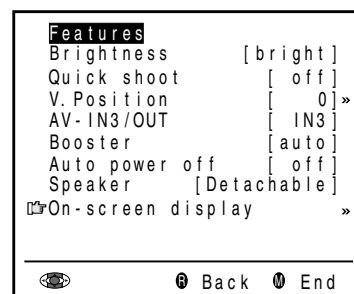 Features
Brightness [bright]
Quick shoot [ off]
V.Position [ 0]»
AV-IN3/OUT [ IN3]
Booster [auto]
Auto power off [ off]
Speaker [Detachable]
On-screen display »
R Back M End